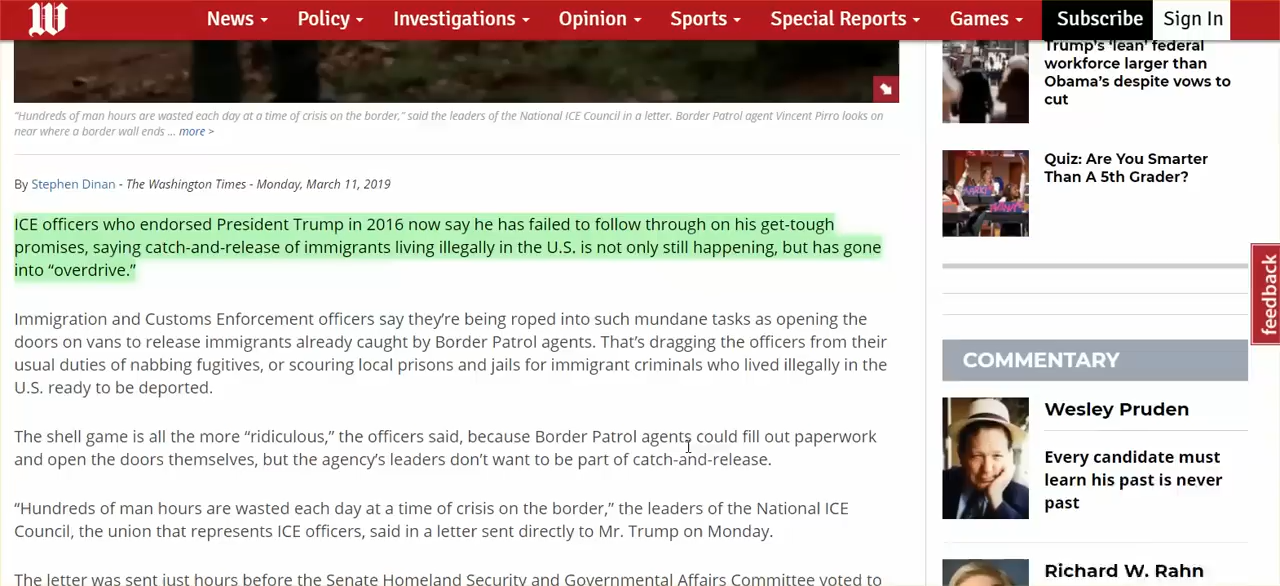 W
News
Policy
Investigations
Opinion
Sports
Special Reports
Games
Subscribe
Sign In
"Hundreds of man hours are wasted each day at a time of crisis on the border," said the leaders of the National ICE Council in a letter. Border Patrol agent Vincent Pirro looks on
near where a border wall ends ... more >
By Stephen Dinan - The Washington Times - Monday, March 11, 2019
ICE officers who endorsed President Trump in 2016 now say he has failed to follow through on his get-tough
promises, saying catch-and-release of immigrants living illegally in the U.S. is not only still happening, but has gone
into “overdrive.”
Immigration and Customs Enforcement officers say they’re being roped into such mundane tasks as opening the
doors on vans to release immigrants already caught by Border Patrol agents. That’s dragging the officers from their
usual duties of nabbing fugitives, or scouring local prisons and jails for immigrant criminals who lived illegally in the
U.S. ready to be deported.
The shell game is all the more “ridiculous,” the officers said, because Border Patrol agents could fill out paperwork
and open the doors themselves, but the agency’s leaders don’t want to be part of catch-and-release.
“Hundreds of man hours are wasted each day at a time of crisis on the border,” the leaders of the National ICE
Council, the union that represents ICE officers, said in a letter sent directly to Mr. Trump on Monday.
The letter was sent just hours before the Senate Homeland Security and Governmental Affairs Committee voted to
Trump’s ‘lean’ federal
workforce larger than
Obama’s despite vows to
cut
Quiz: Are You Smarter
Than A 5th Grader?
feedback
COMMENTARY
Wesley Pruden
Every candidate must
learn his past is never
past
Richard W. Rahn